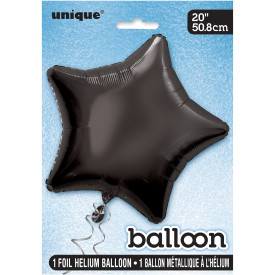 unique®
20"
50.8cm
balloon
1 FOIL HELIUM BALLOON • 1 BALLON MÉTALLIQUE À L'HÉLIUM